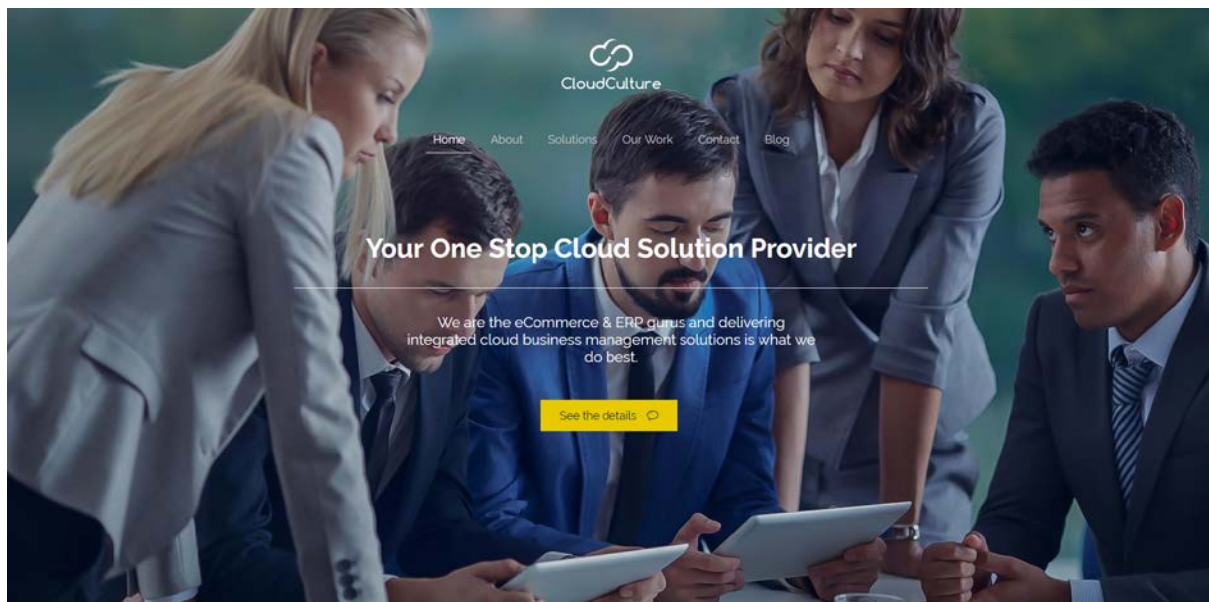 CloudCulture
Home About Solutions Our Work Contact Blog
Your One Stop Cloud Solution Provider
We are the eCommerce & ERP gurus and delivering
integrated cloud business management solutions is what we
do best.
See the details